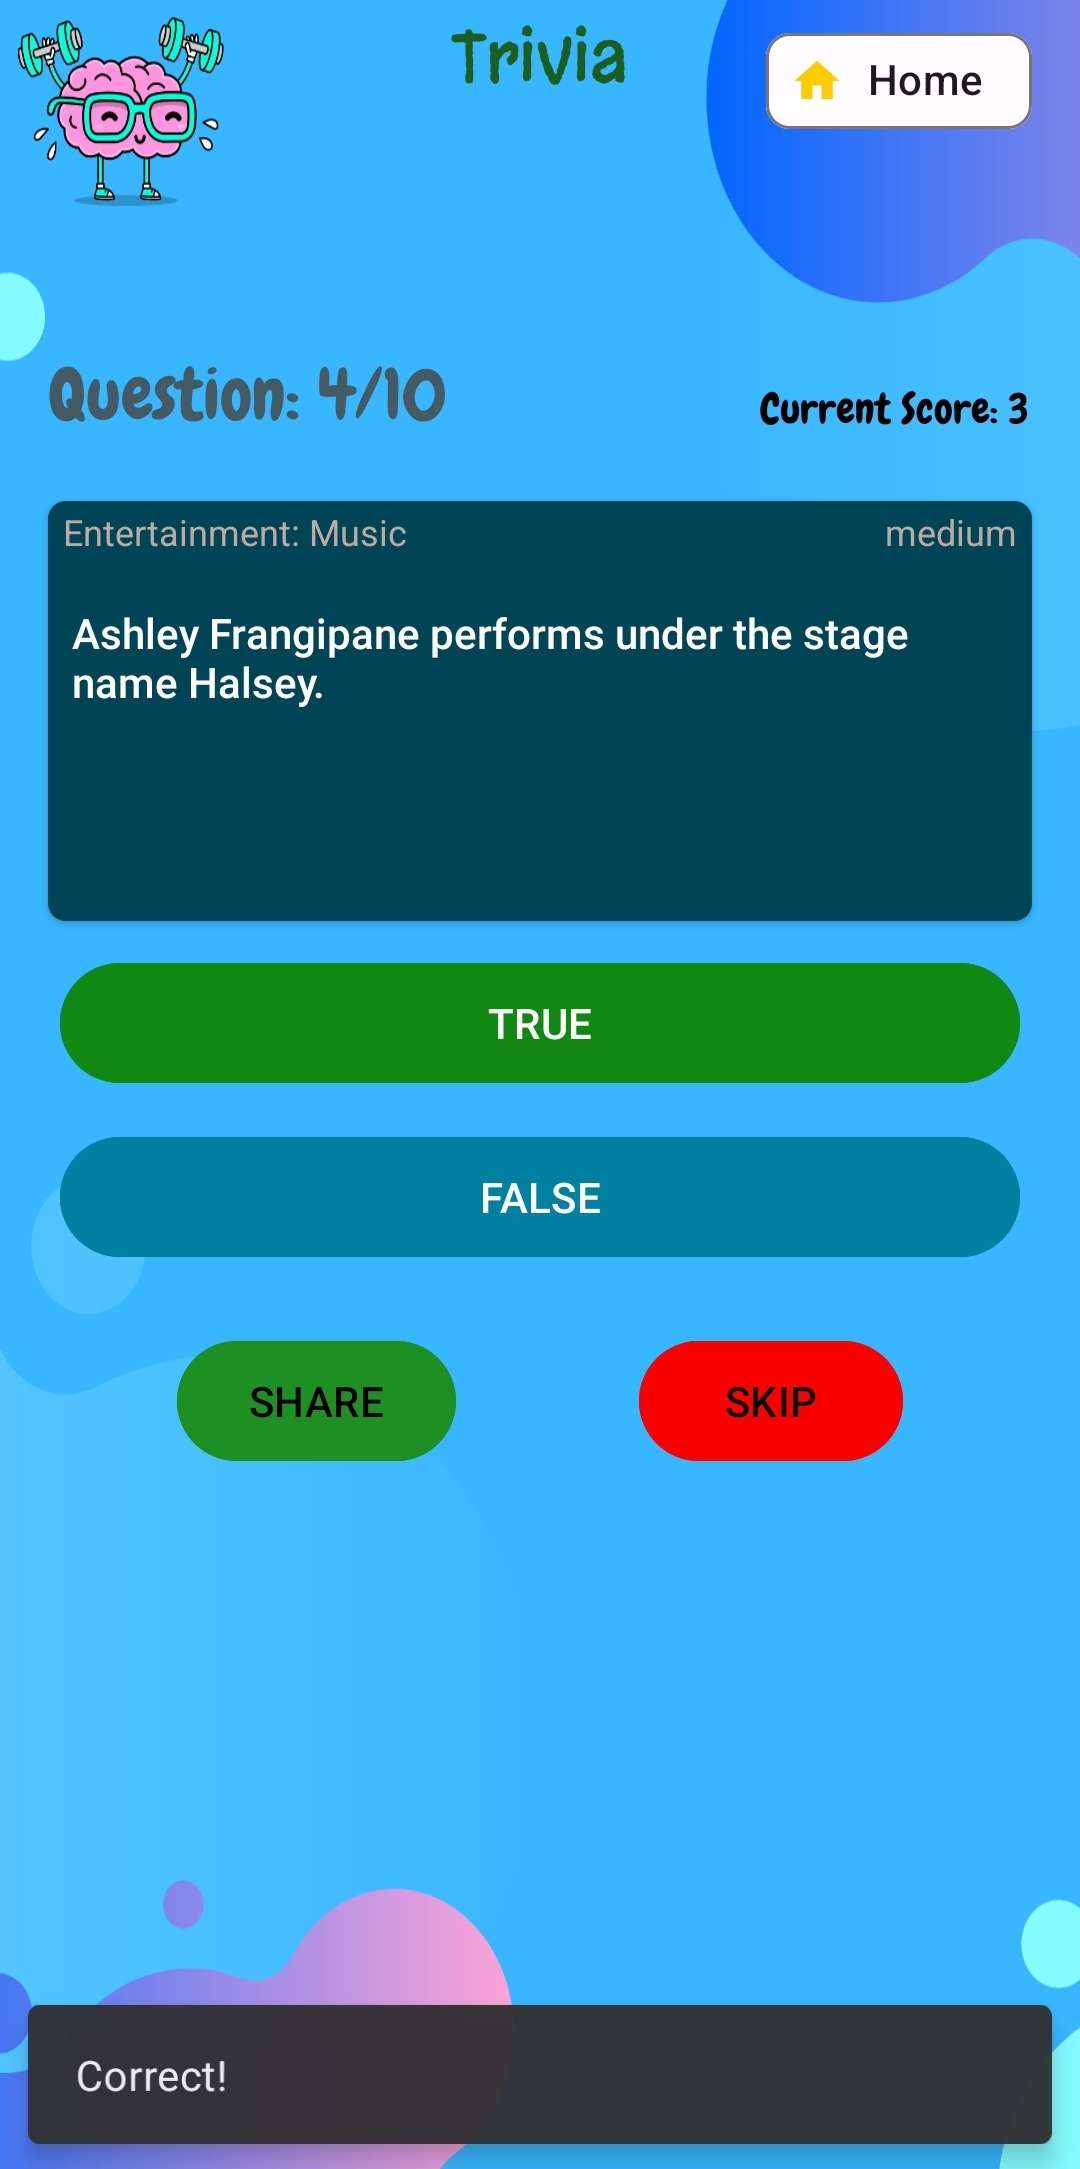 Trivia
Home
Question: 4/10
Current Score: 3
Entertainment: Music
medium
Ashley Frangipane performs under the stage
name Halsey.
TRUE
FALSE
SHARE
SKIP
Correct!